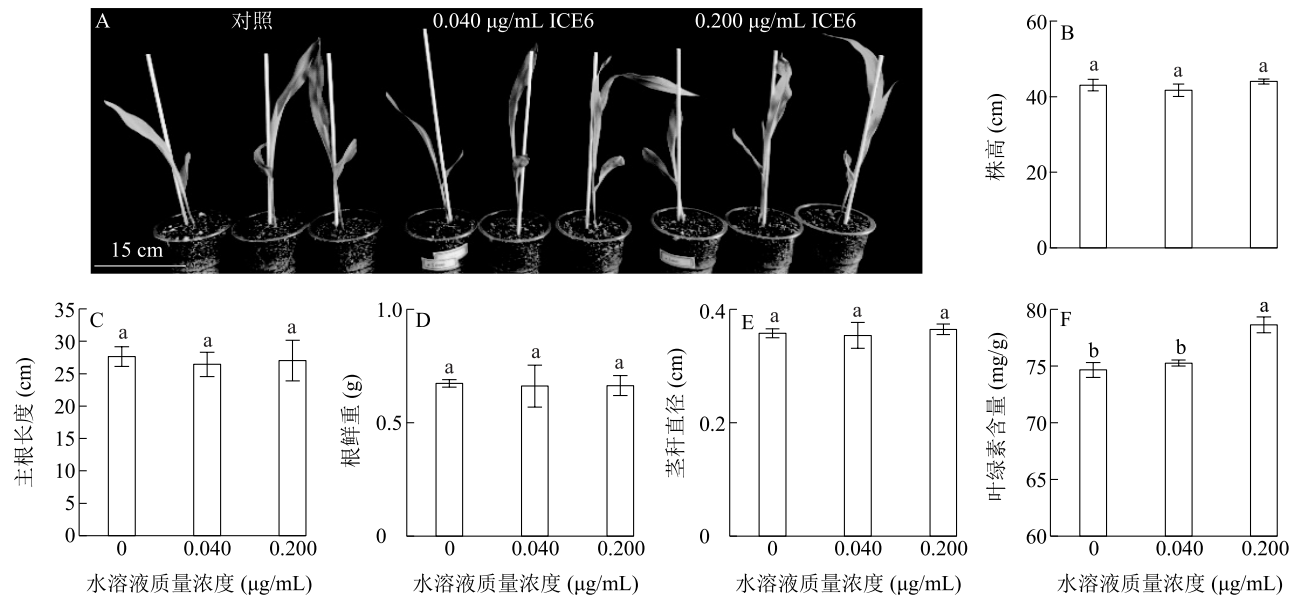 A 对照 0.040 μg/mL ICE6 0.200 μg/mL ICE6
15 cm
B
株高 (cm)
60
40
20
0
a a a
C
主根长度 (cm)
35
30
25
27
15
10
5
0
a a a
0 0.040 0.200
水溶液质量浓度 (μg/mL)
D
根鲜重 (g)
1.0
0.5
0
a a a
0 0.040 0.200
水溶液质量浓度 (μg/mL)
E
茎秆直径 (cm)
0.4
0.2
0
a a a
0 0.040 0.200
水溶液质量浓度 (μg/mL)
F
叶绿素含量 (mg/g)
80
75
70
65
60
b b a
0 0.040 0.200
水溶液质量浓度 (μg/mL)